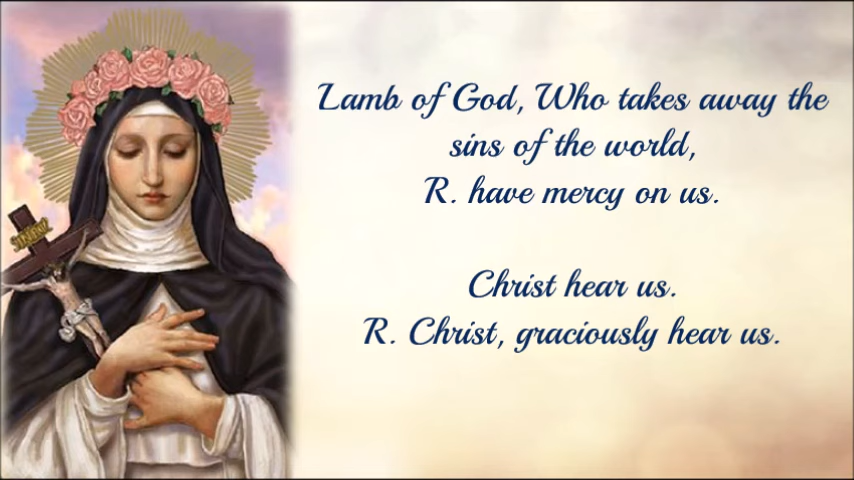 Lamb of God, Who takes away the
sins of the world,
R. have mercy on us.
Christ hear us.
R. Christ, graciously hear us.